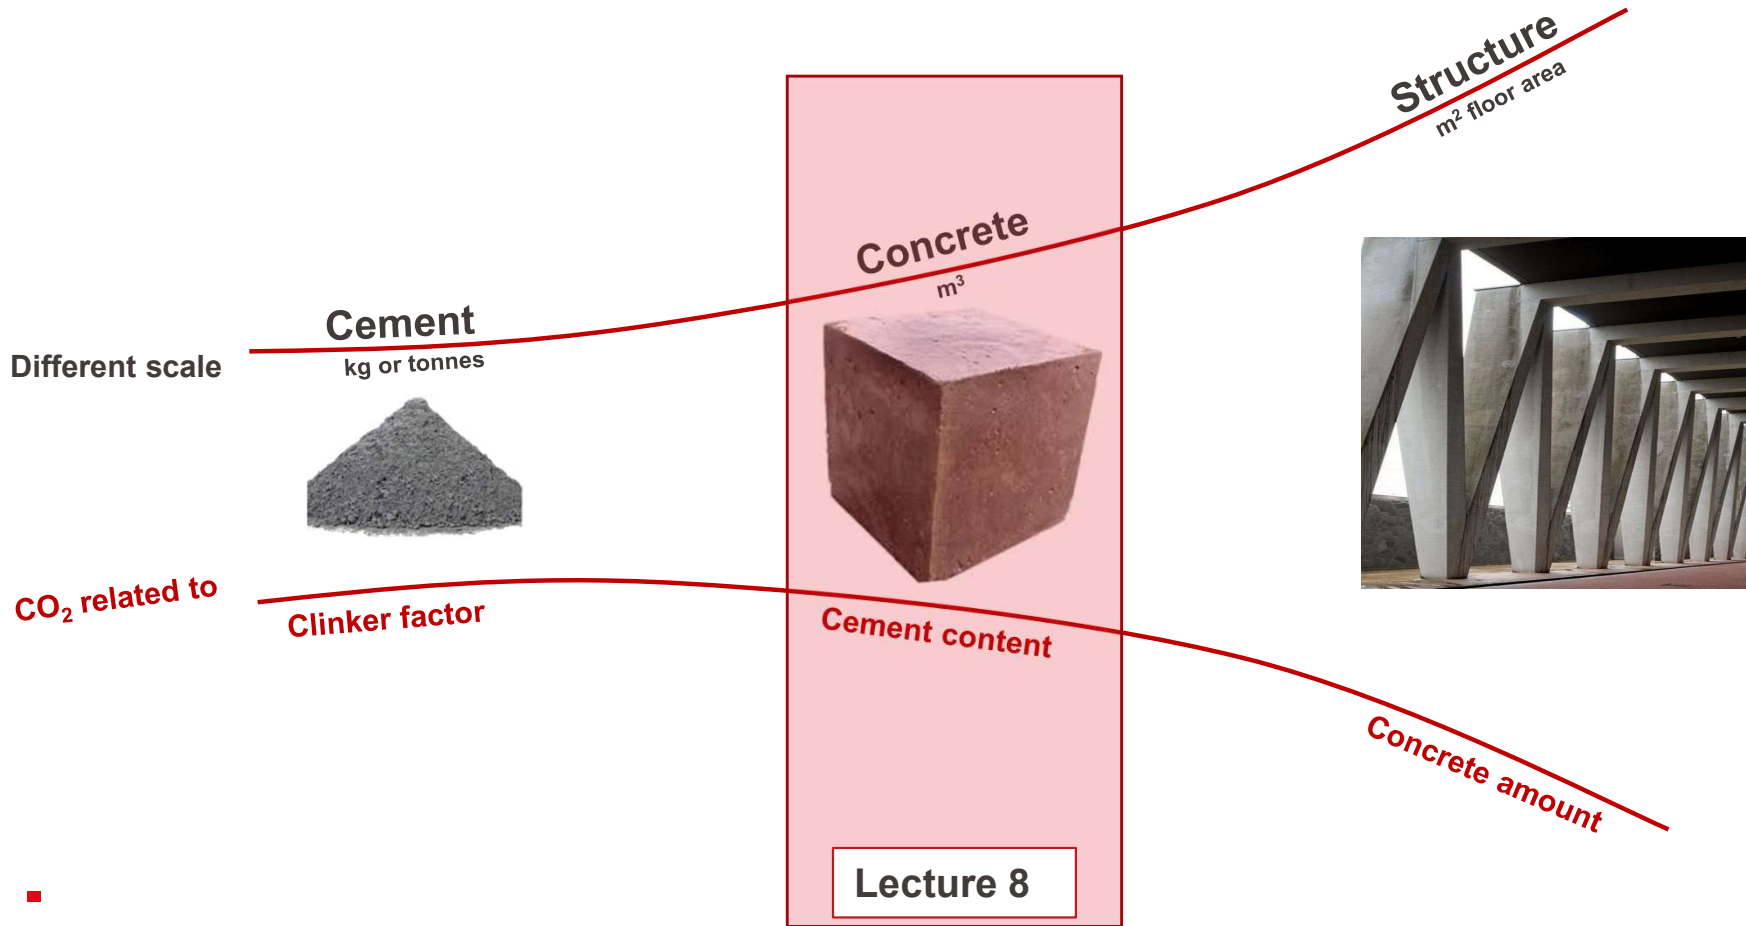 Structure
m² floor area
Concrete
m³
Cement
kg or tonnes
Different scale
CO₂ related to
Clinker factor
Cement content
Concrete amount
Lecture 8